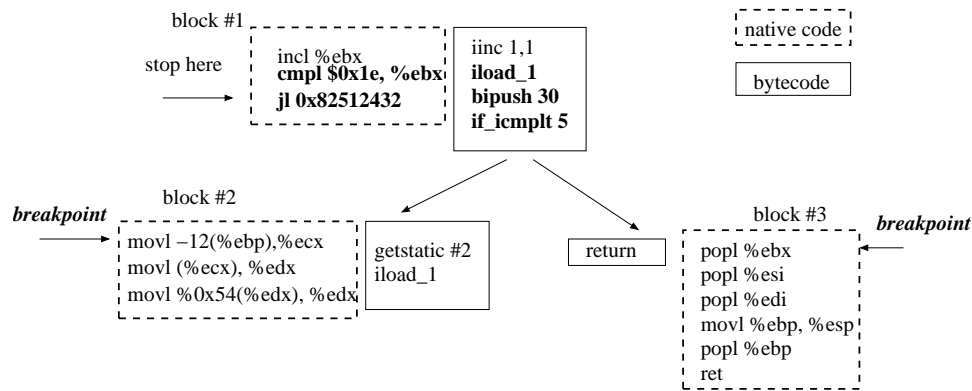 block #1
stop here
incl %ebx
cmpl $0x1e, %ebx
jl 0x82512432
iinc 1,1
iload_1
bipush 30
if_icmplt 5
native code
bytecode
block #2
breakpoint
movl −12(%ebp),%ecx
movl (%ecx), %edx
movl %0x54(%edx), %edx
getstatic #2
iload_1
return
block #3
breakpoint
popl %ebx
popl %esi
popl %edi
movl %ebp, %esp
popl %ebp
ret